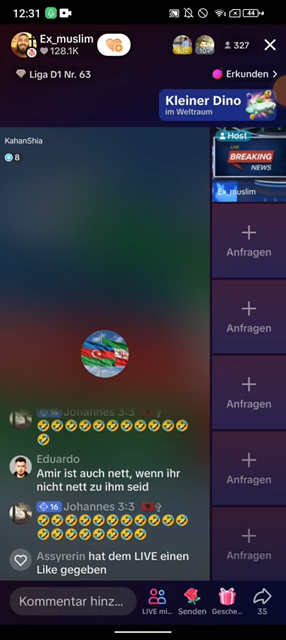 12:31
44
Ex_muslim
128.1K
327
Liga D1 Nr. 63
Erkunden
Kleiner Dino
im Weltraum
KahanShia
8
Host
LIVE
BREAKING
NEWS
Ex_muslim
Anfragen
Anfragen
Anfragen
Anfragen
Anfragen
16 Johannes 3:3
🤣🤣🤣🤣🤣🤣🤣🤣🤣🤣🤣
🤣
Eduardo
Amir ist auch nett, wenn ihr
nicht nett zu ihm seid
16 Johannes 3:3
🤣🤣🤣🤣🤣🤣🤣🤣🤣🤣🤣
🤣🤣🤣🤣🤣🤣🤣🤣
Assyrerin hat dem LIVE einen
Like gegeben
Kommentar hinz...
LIVE mi...
Senden
Gesche...
35